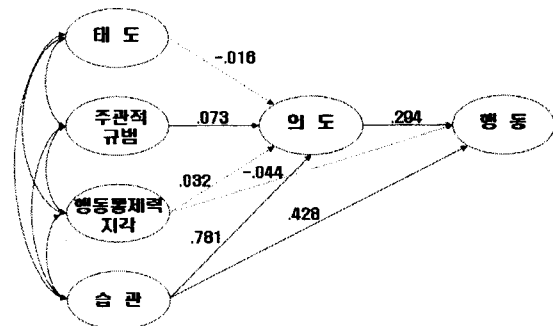 태 도
-.016
주관적
규범
.073
의 도
.294
행 동
.032
-.044
행동통제력
지각
.781
.428
습 관